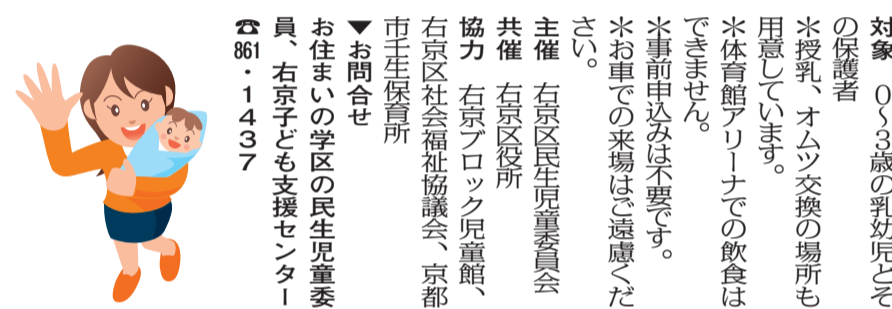 対象　０〜３歳の乳幼児とそ
の保護者
＊授乳、オムツ交換の場所も
用意しています。
＊体育館アリーナでの飲食は
できません。
＊事前申込みは不要です。
＊お車での来場はご遠慮くだ
さい。
主催　右京区民生児童委員会
共催　右京区役所
協力　右京ブロック児童館、
右京区社会福祉協議会、京都
市壬生保育所
▼お問合せ
お住まいの学区の民生児童委
員、右京子ども支援センター
☎861・１４３７